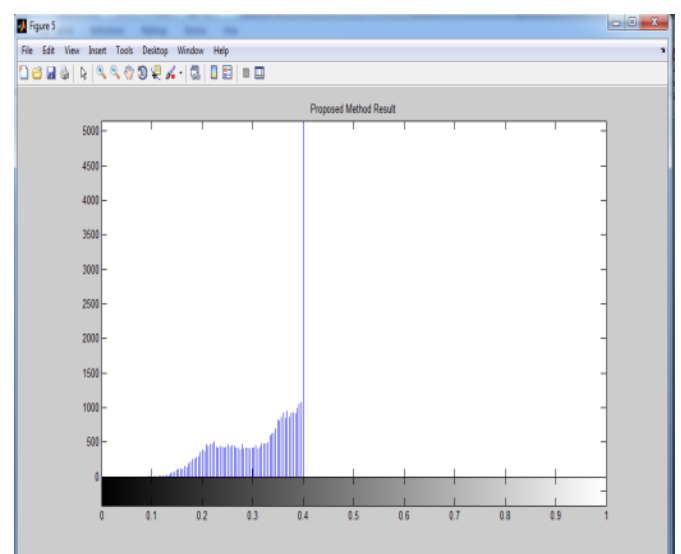 Figure 5
File Edit View Insert Tools Desktop Window Help
Proposed Method Result
5000
4500
4000
3500
3000
2500
2000
1500
1000
500
0
0 0.1 0.2 0.3 0.4 0.5 0.6 0.7 0.8 0.9 1